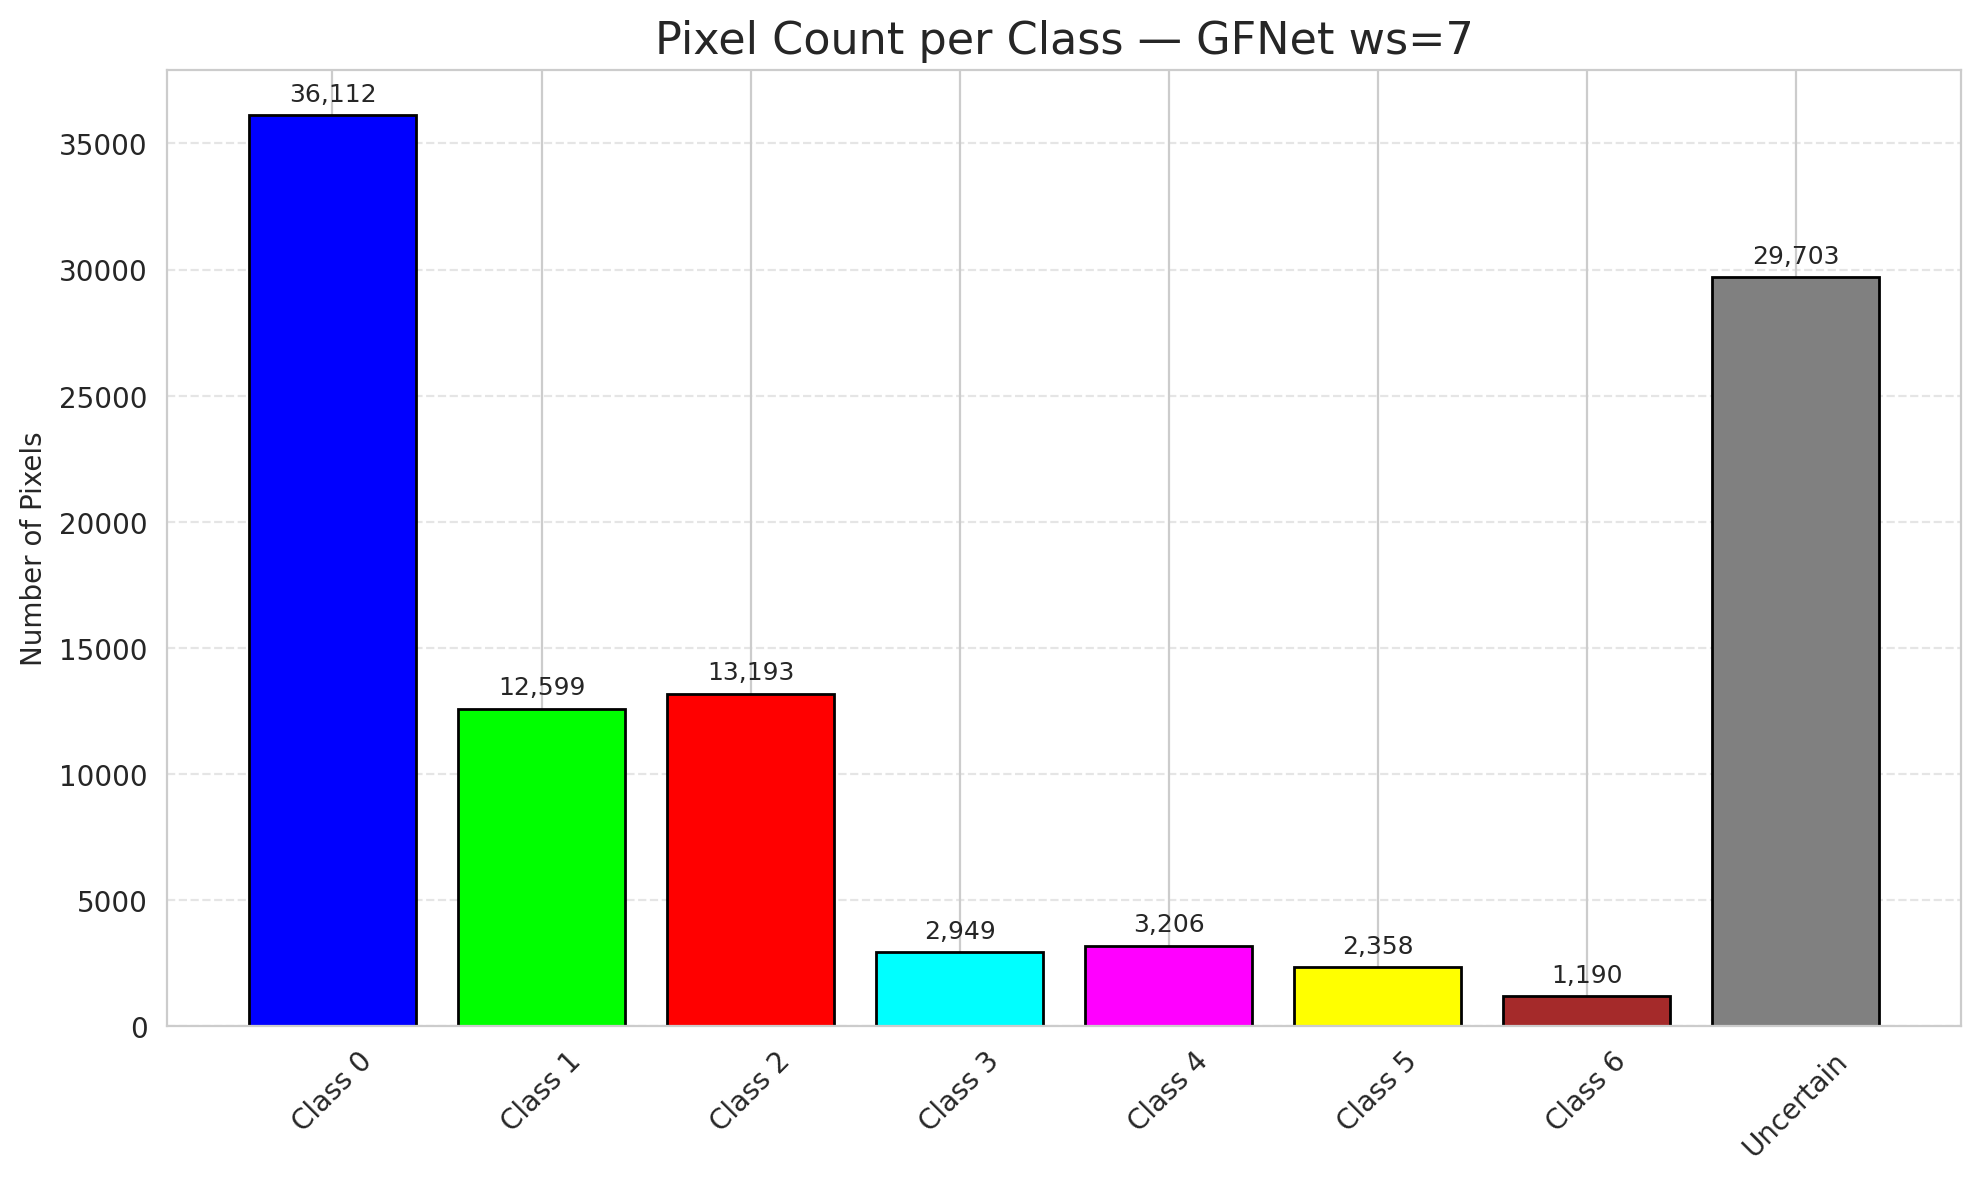 Pixel Count per Class — GFNet ws=7
36,112
35000
29,703
30000
25000
Number of Pixels
20000
15000
13,193
12,599
10000
5000
3,206
2,949
2,358
1,190
0
Class 0
Class 1
Class 2
Class 3
Class 4
Class 5
Class 6
Uncertain